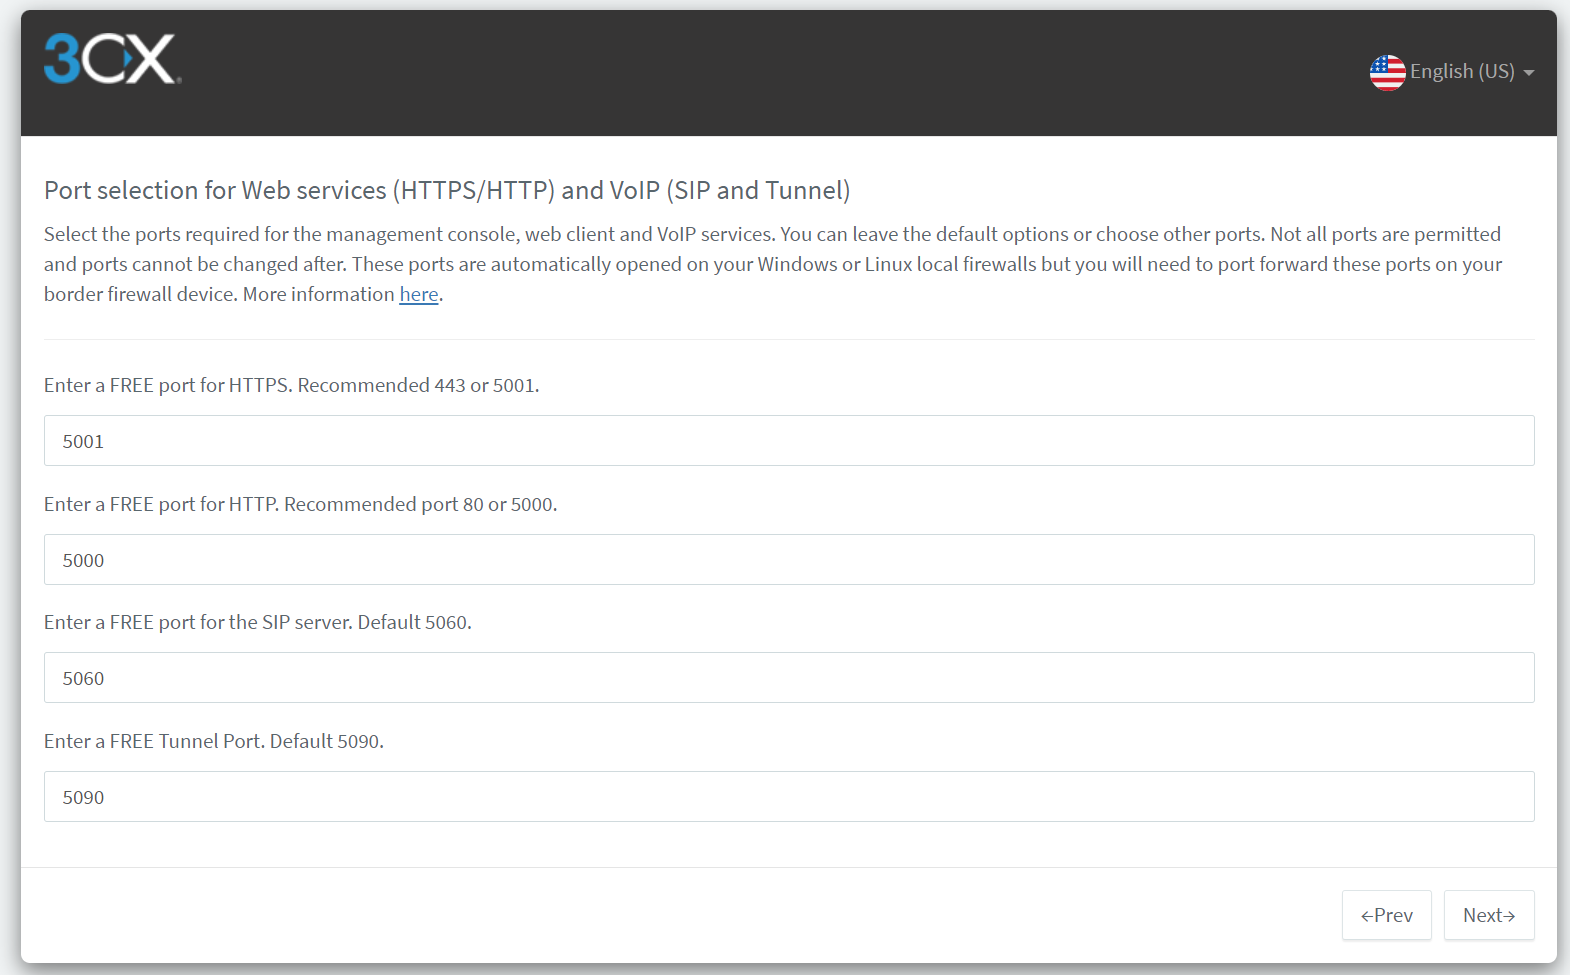 3CX
English (US)
Port selection for Web services (HTTPS/HTTP) and VoIP (SIP and Tunnel)
Select the ports required for the management console, web client and VoIP services. You can leave the default options or choose other ports. Not all ports are permitted
and ports cannot be changed after. These ports are automatically opened on your Windows or Linux local firewalls but you will need to port forward these ports on your
border firewall device. More information here.
Enter a FREE port for HTTPS. Recommended 443 or 5001.
5001
Enter a FREE port for HTTP. Recommended port 80 or 5000.
5000
Enter a FREE port for the SIP server. Default 5060.
5060
Enter a FREE Tunnel Port. Default 5090.
5090
←Prev Next→